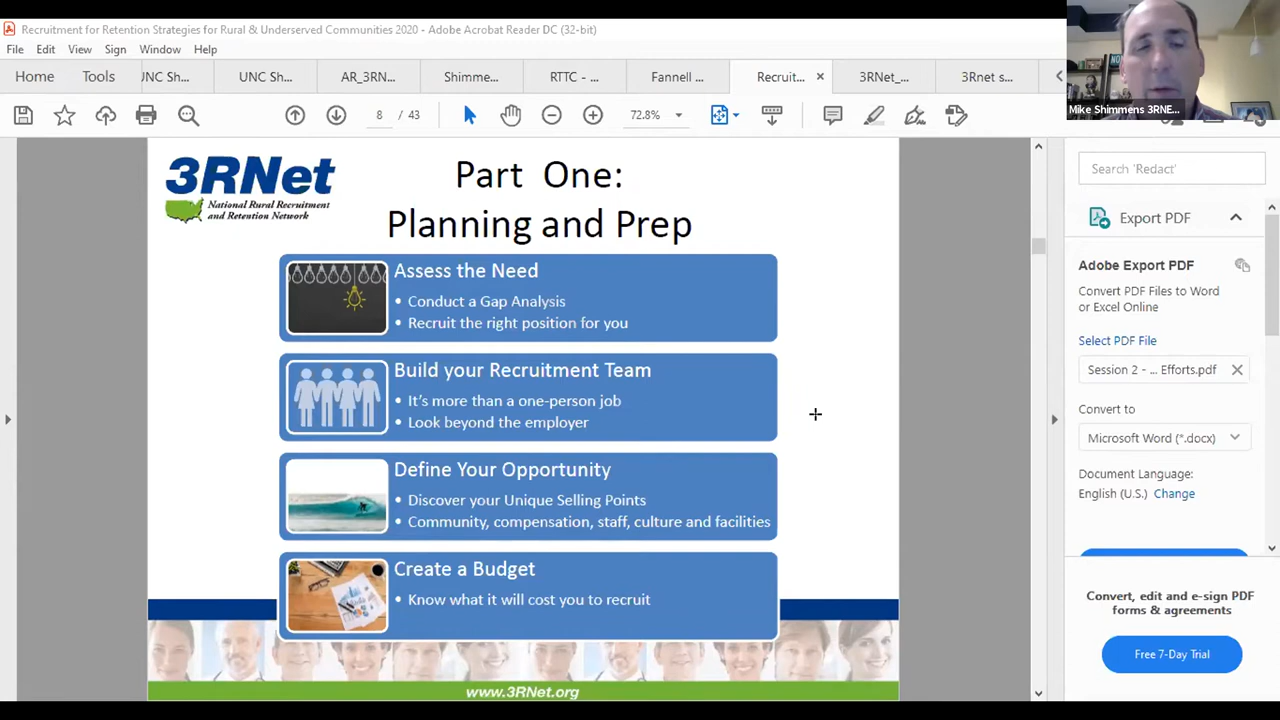 Recruitment for Retention Strategies for Rural & Underserved Communities 2020 - Adobe Acrobat Reader DC (32-bit)
File Edit View Sign Window Help
Home Tools JNC Sh... UNC Sh... AR_3RN... Shimme... RTTC - ... Fannell ... Recruit... 3RNet_... 3Rnet s...
/ 43 72.8%
Mike Shimmens 3RNE...
3RNet
National Rural Recruitment
and Retention Network
Part One:
Planning and Prep
Assess the Need
• Conduct a Gap Analysis
• Recruit the right position for you
Build your Recruitment Team
• It's more than a one-person job
• Look beyond the employer
Define Your Opportunity
• Discover your Unique Selling Points
• Community, compensation, staff, culture and facilities
Create a Budget
• Know what it will cost you to recruit
www.3RNet.org
Search 'Redact'
Export PDF
Adobe Export PDF
Convert PDF Files to Word
or Excel Online
Select PDF File
Session 2 - ... Efforts.pdf
Convert to
Microsoft Word (*.docx)
Document Language:
English (U.S.) Change
Convert, edit and e-sign PDF
forms & agreements
Free 7-Day Trial